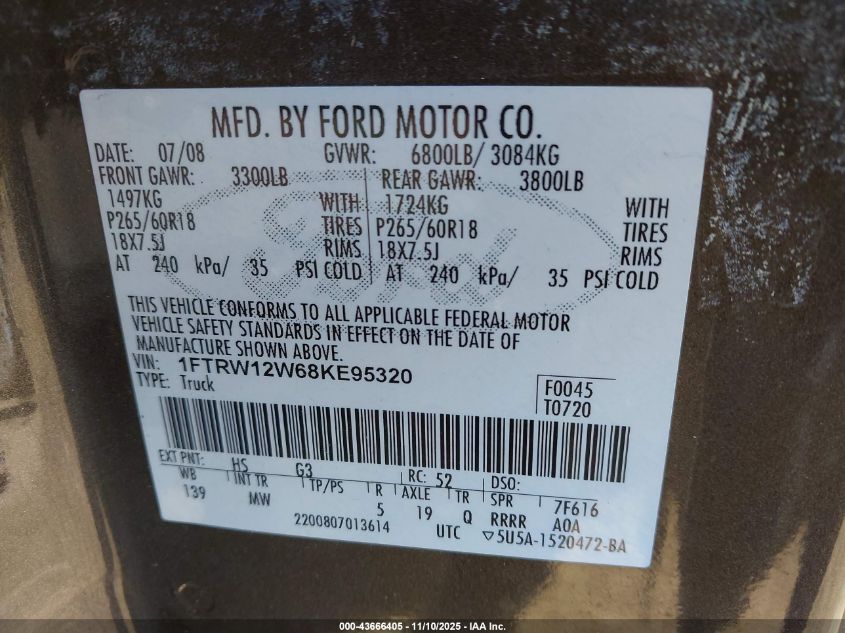 MFD. BY FORD MOTOR CO.
DATE: 07/08 GVWR: 6800LB/ 3084KG
FRONT GAWR: 3300LB REAR GAWR: 3800LB
1497KG WITH 1724KG WITH
P265/60R18 TIRES P265/60R18 TIRES
18X7.5J RIMS 18X7.5J RIMS
AT 240 kPa/ 35 PSI COLD AT 240 kPa/ 35 PSI COLD
THIS VEHICLE CONFORMS TO ALL APPLICABLE FEDERAL MOTOR
VEHICLE SAFETY STANDARDS IN EFFECT ON THE DATE OF
MANUFACTURE SHOWN ABOVE.
VIN: 1FTRW12W68KE95320
TYPE: Truck
F0045
T0720
EXT PNT: HS G3 RC: 52 DSO:
WB INT TR TP/PS R AXLE TR SPR 7F616
139 MW 5 19 Q RRRR A0A
2200807013614 UTC ▽5U5A-1520472-BA
Ford
000-43666405 - 11/10/2025 - IAA Inc.